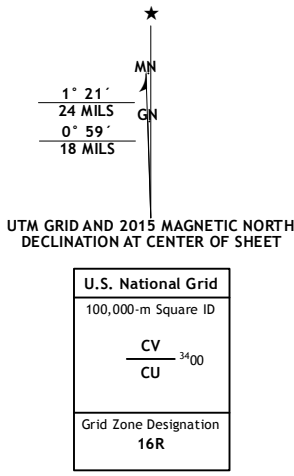 ★
MN
1° 21´
24 MILS
GN
0° 59´
18 MILS
UTM GRID AND 2015 MAGNETIC NORTH
DECLINATION AT CENTER OF SHEET
U.S. National Grid
100,000-m Square ID
CV
³⁴00
CU
Grid Zone Designation
16R